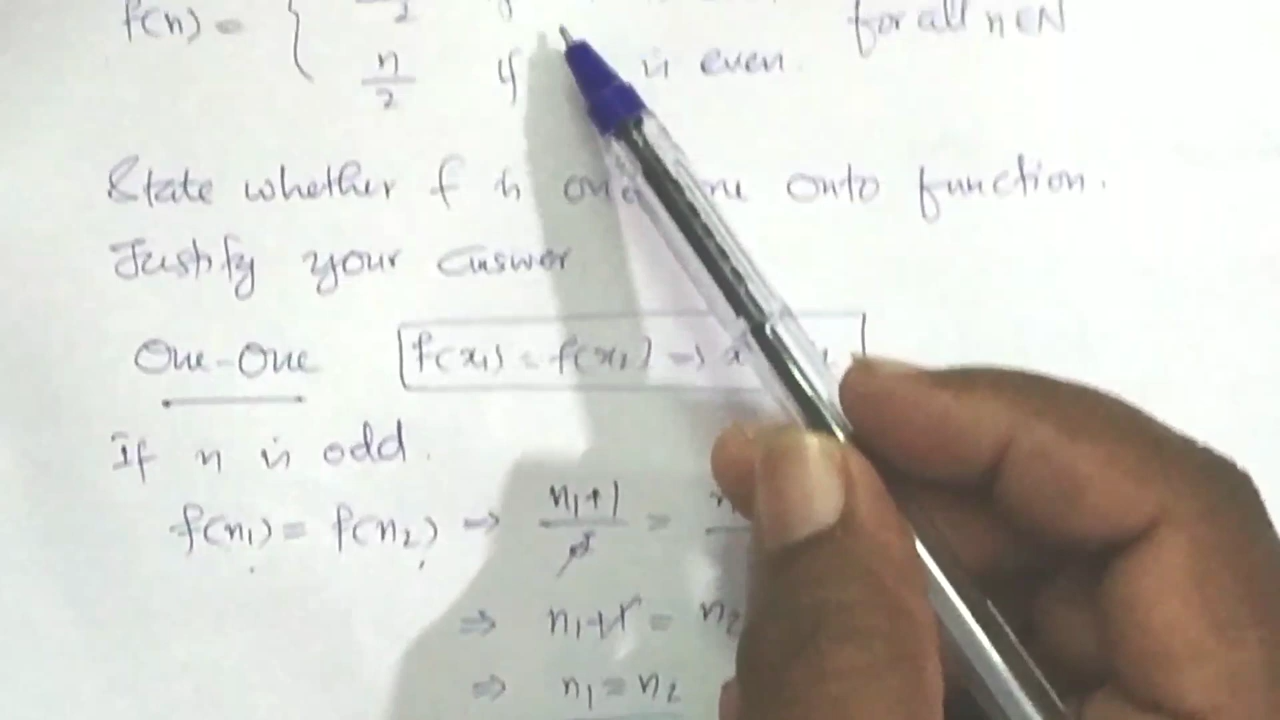 f(n) = { 2
for all n ∈ N
n/2 if is even.
State whether f is one onto function.
Justify your answer
One-One [f(x₁) = f(x₂) → x
If n is odd.
f(n₁) = f(n₂) → n₁+1/2 =
⇒ n₁+1 = n₂
⇒ n₁ = n₂